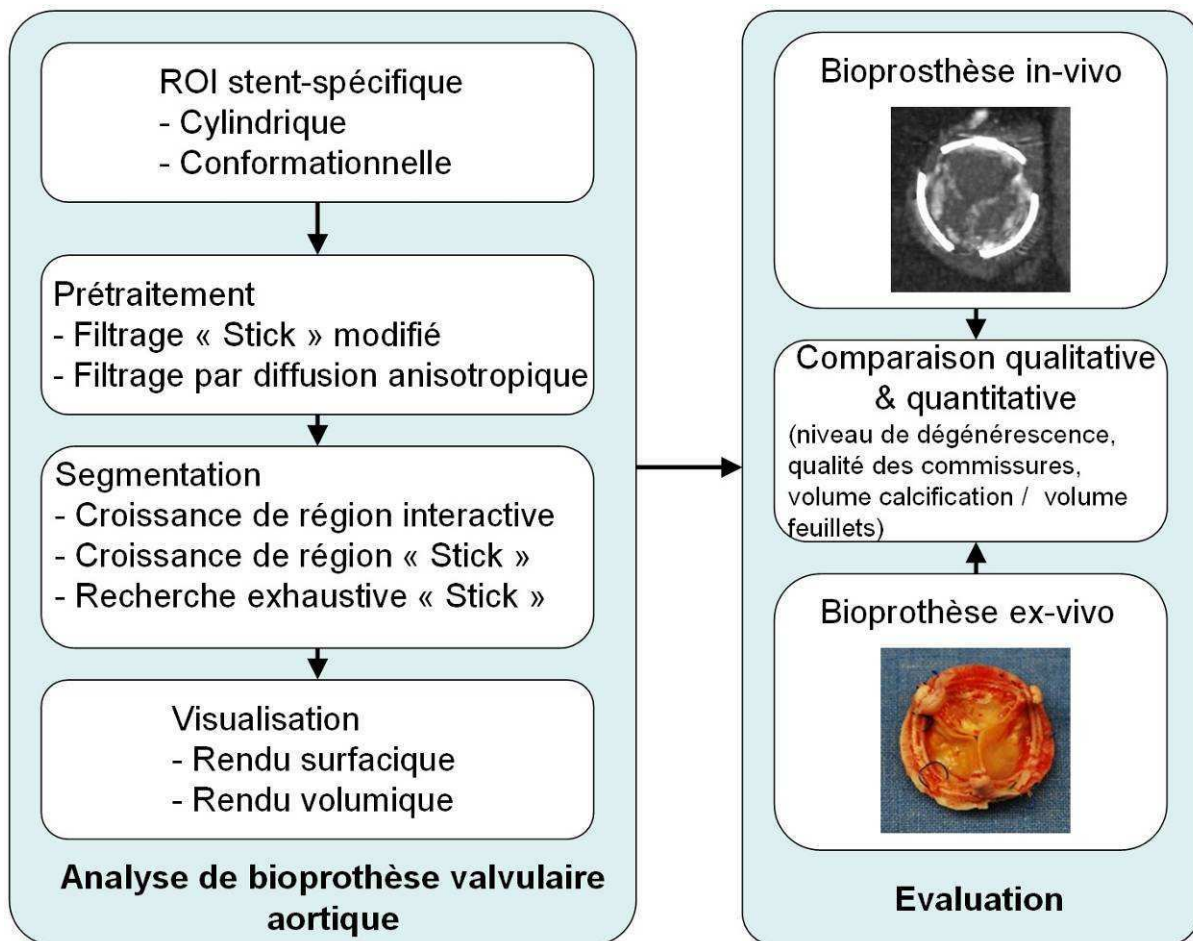 ROI stent-spécifique
- Cylindrique
- Conformationnelle
Prétraitement
- Filtrage « Stick » modifié
- Filtrage par diffusion anisotropique
Segmentation
- Croissance de région interactive
- Croissance de région « Stick »
- Recherche exhaustive « Stick »
Visualisation
- Rendu surfacique
- Rendu volumique
Analyse de bioprothèse valvulaire
aortique
Bioprosthèse in-vivo
Comparaison qualitative
& quantitative
(niveau de dégénérescence,
qualité des commissures,
volume calcification / volume
feuillets)
Bioprothèse ex-vivo
Evaluation